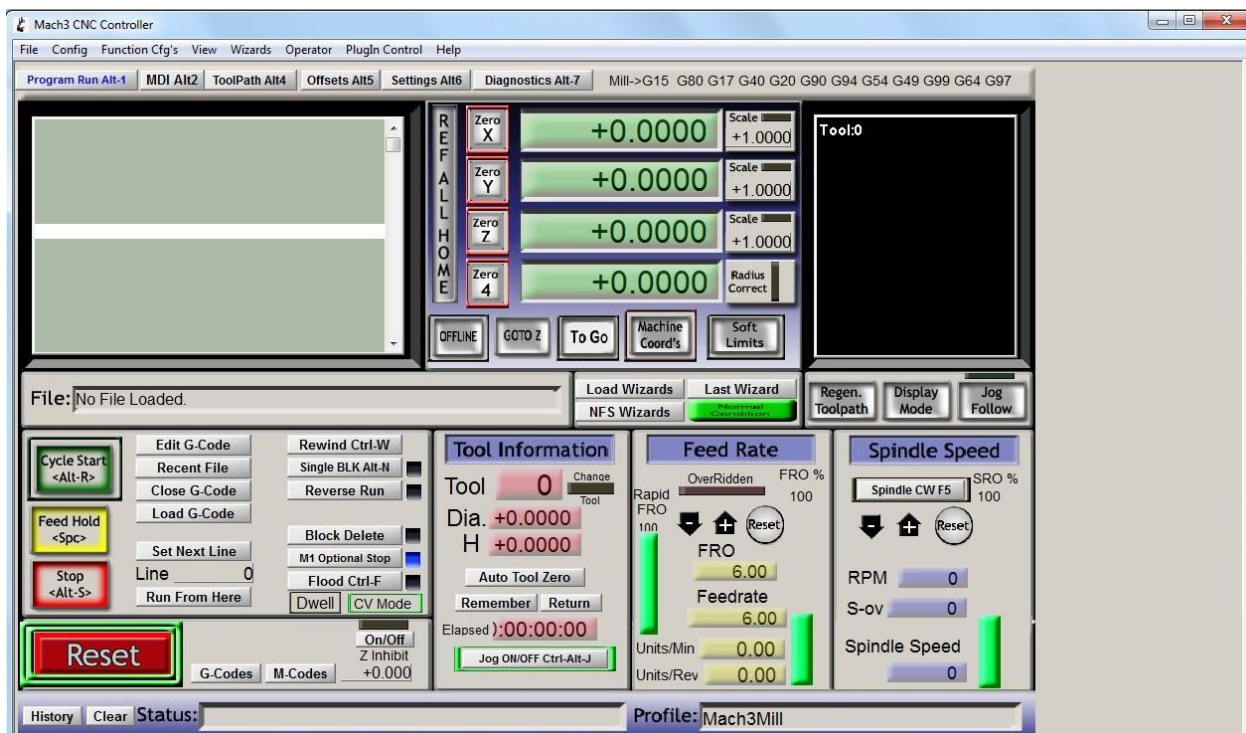 Mach3 CNC Controller
File Config Function Cfg's View Wizards Operator PlugIn Control Help
Program Run Alt-1 MDI Alt2 ToolPath Alt4 Offsets Alt5 Settings Alt6 Diagnostics Alt-7 Mill->G15 G80 G17 G40 G20 G90 G94 G54 G49 G99 G64 G97
REF ALL HOME
Zero X +0.0000 Scale +1.0000
Zero Y +0.0000 Scale +1.0000
Zero Z +0.0000 Scale +1.0000
Zero 4 +0.0000 Radius Correct
OFFLINE GOTO Z To Go Machine Coord's Soft Limits
Tool:0
File: No File Loaded.
Load Wizards Last Wizard
NFS Wizards Normal Condition
Regen. Toolpath Display Mode Jog Follow
Cycle Start <Alt-R>
Feed Hold <Spc>
Stop <Alt-S>
Edit G-Code
Recent File
Close G-Code
Load G-Code
Set Next Line
Line 0
Run From Here
Rewind Ctrl-W
Single BLK Alt-N
Reverse Run
Block Delete
M1 Optional Stop
Flood Ctrl-F
Dwell CV Mode
Reset
G-Codes M-Codes
On/Off
Z Inhibit
+0.000
Tool Information
Tool 0 Change Tool
Dia. +0.0000
H +0.0000
Auto Tool Zero
Remember Return
Elapsed ):00:00:00
Jog ON/OFF Ctrl-Alt-J
Feed Rate
OverRidden FRO %
100
Rapid FRO
100
Reset
FRO
6.00
Feedrate
6.00
Units/Min 0.00
Units/Rev 0.00
Spindle Speed
Spindle CW F5 SRO %
100
Reset
RPM 0
S-ov 0
Spindle Speed
0
History Clear Status:
Profile: Mach3Mill